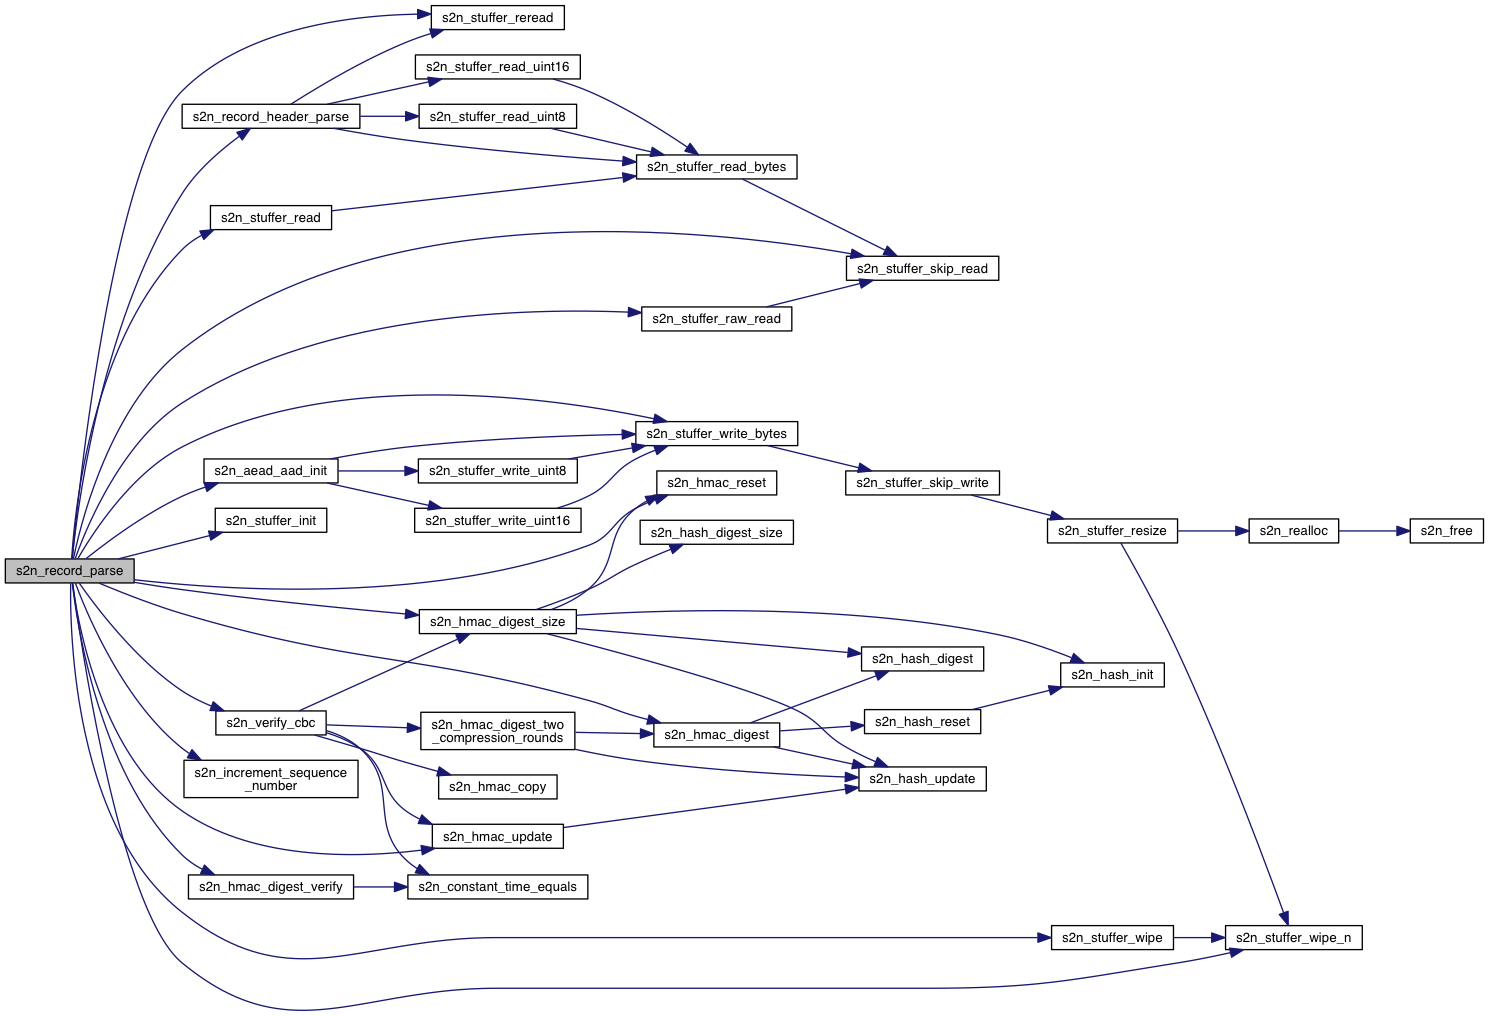 s2n_stuffer_reread
s2n_stuffer_read_uint16
s2n_record_header_parse
s2n_stuffer_read_uint8
s2n_stuffer_read_bytes
s2n_stuffer_read
s2n_stuffer_skip_read
s2n_stuffer_raw_read
s2n_stuffer_write_bytes
s2n_aead_aad_init
s2n_stuffer_write_uint8
s2n_hmac_reset
s2n_stuffer_skip_write
s2n_stuffer_init
s2n_stuffer_write_uint16
s2n_hash_digest_size
s2n_stuffer_resize
s2n_realloc
s2n_free
s2n_record_parse
s2n_hmac_digest_size
s2n_hash_digest
s2n_hash_init
s2n_verify_cbc
s2n_hmac_digest_two
_compression_rounds
s2n_hmac_digest
s2n_hash_reset
s2n_increment_sequence
_number
s2n_hmac_copy
s2n_hash_update
s2n_hmac_update
s2n_hmac_digest_verify
s2n_constant_time_equals
s2n_stuffer_wipe
s2n_stuffer_wipe_n